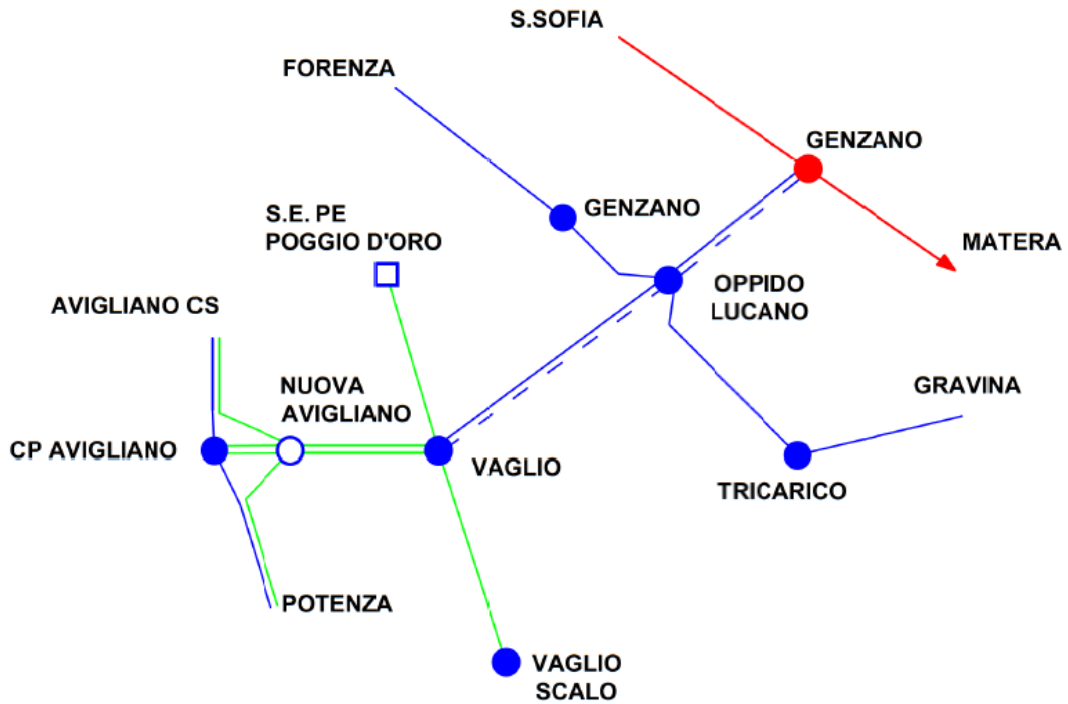 S.SOFIA
FORENZA
GENZANO
S.E. PE
POGGIO D'ORO
GENZANO
MATERA
AVIGLIANO CS
OPPIDO
LUCANO
NUOVA
AVIGLIANO
GRAVINA
CP AVIGLIANO
VAGLIO
TRICARICO
POTENZA
VAGLIO
SCALO